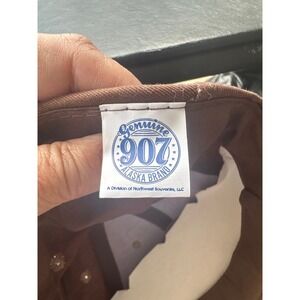 Genuine
907
ALASKA BRAND
A Division of Northwest Souvenirs, LLC